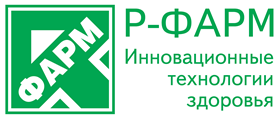 ФАРМ
Р-ФАРМ
Инновационные
технологии
здоровья